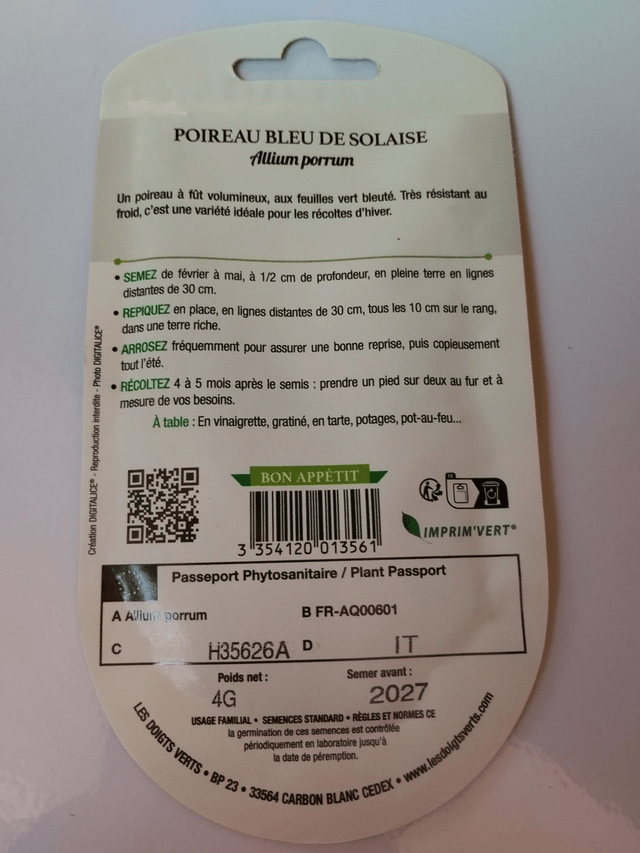 POIREAU BLEU DE SOLAISE
Allium porrum
Un poireau à fût volumineux, aux feuilles vert bleuté. Très résistant au
froid, c'est une variété idéale pour les récoltes d'hiver.
• SEMEZ de février à mai, à 1/2 cm de profondeur, en pleine terre en lignes
distantes de 30 cm.
• REPIQUEZ en place, en lignes distantes de 30 cm, tous les 10 cm sur le rang,
dans une terre riche.
• ARROSEZ fréquemment pour assurer une bonne reprise, puis copieusement
tout l'été.
• RÉCOLTEZ 4 à 5 mois après le semis : prendre un pied sur deux au fur et à
mesure de vos besoins.
À table : En vinaigrette, gratiné, en tarte, potages, pot-au-feu...
Création DIGITALICE® - Reproduction interdite - Photo DIGITALICE®
BON APPÉTIT
3 354120 013561
IMPRIM'VERT®
Passeport Phytosanitaire / Plant Passport
A Allium porrum
B FR-AQ00601
C H35626A
D IT
Poids net :
4G
Semer avant :
2027
USAGE FAMILIAL • SEMENCES STANDARD • RÈGLES ET NORMES CE
la germination de ces semences est contrôlée
périodiquement en laboratoire jusqu'à
la date de péremption.
LES DOIGTS VERTS • BP 23 • 33564 CARBON BLANC CEDEX • www.lesdoigtsverts.com